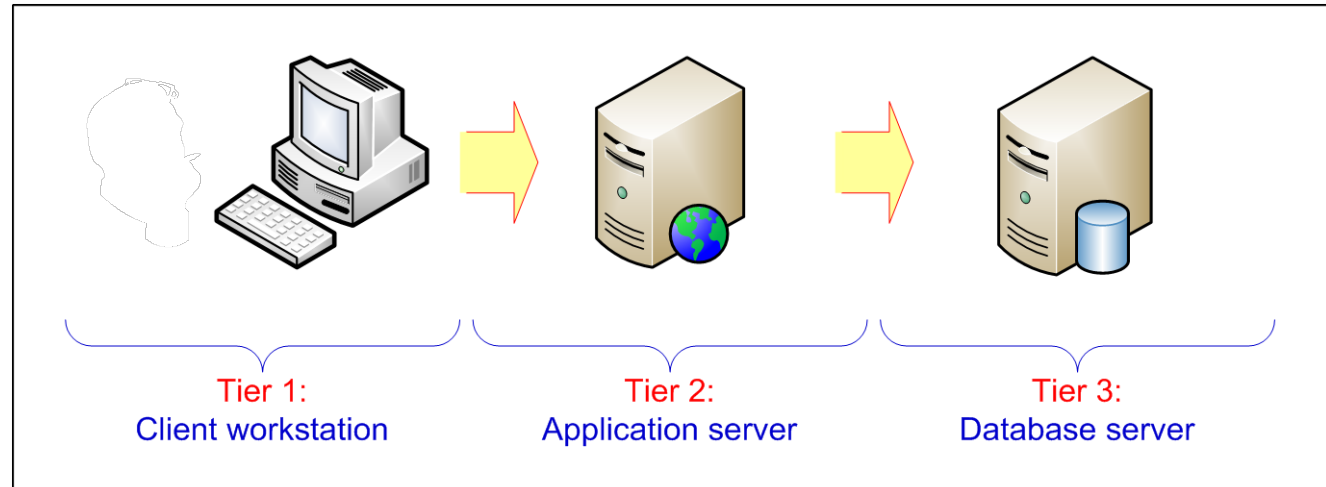 Tier 1:
Client workstation
Tier 2:
Application server
Tier 3:
Database server